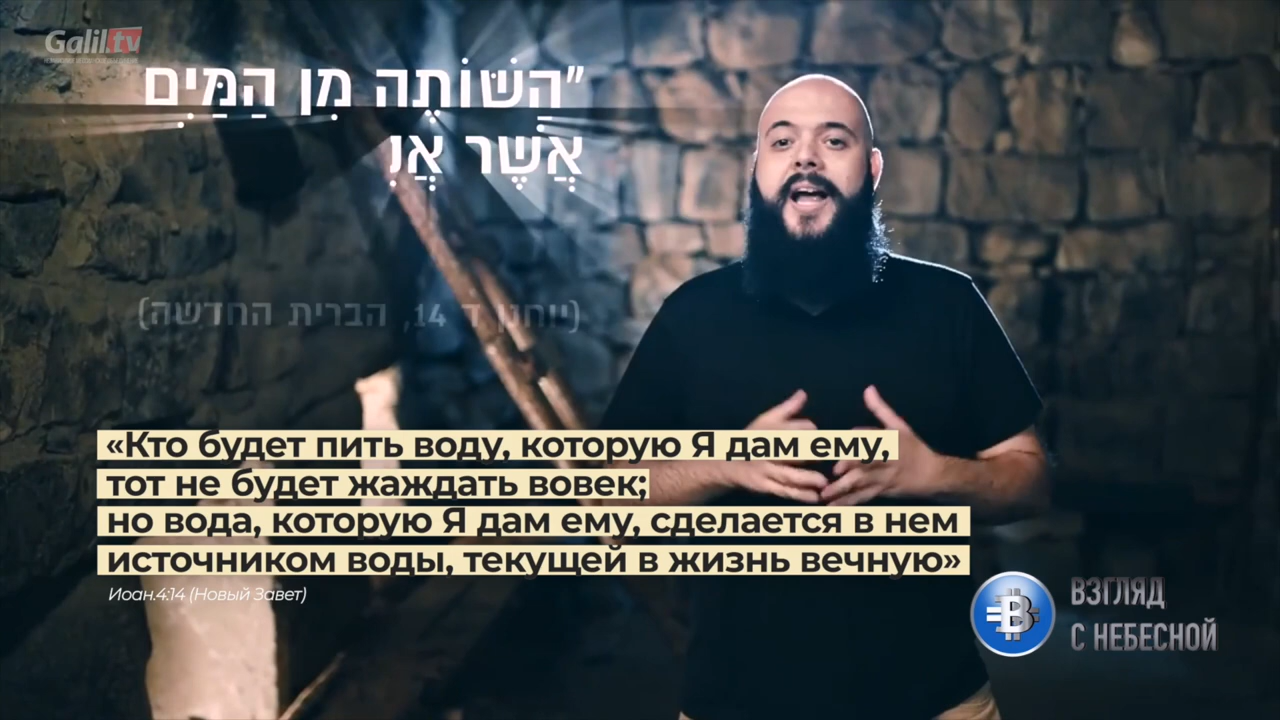 Galil.tv
"הַשּׁוֹתֶה מִן הַמַּיִם
אֲשֶׁר אֲנִ
(יוחנן ד 14, הברית החדשה)
«Кто будет пить воду, которую Я дам ему,
тот не будет жаждать вовек;
но вода, которую Я дам ему, сделается в нем
источником воды, текущей в жизнь вечную»
Иоан.4:14 (Новый Завет)
ВЗГЛЯД
С НЕБЕСНОЙ